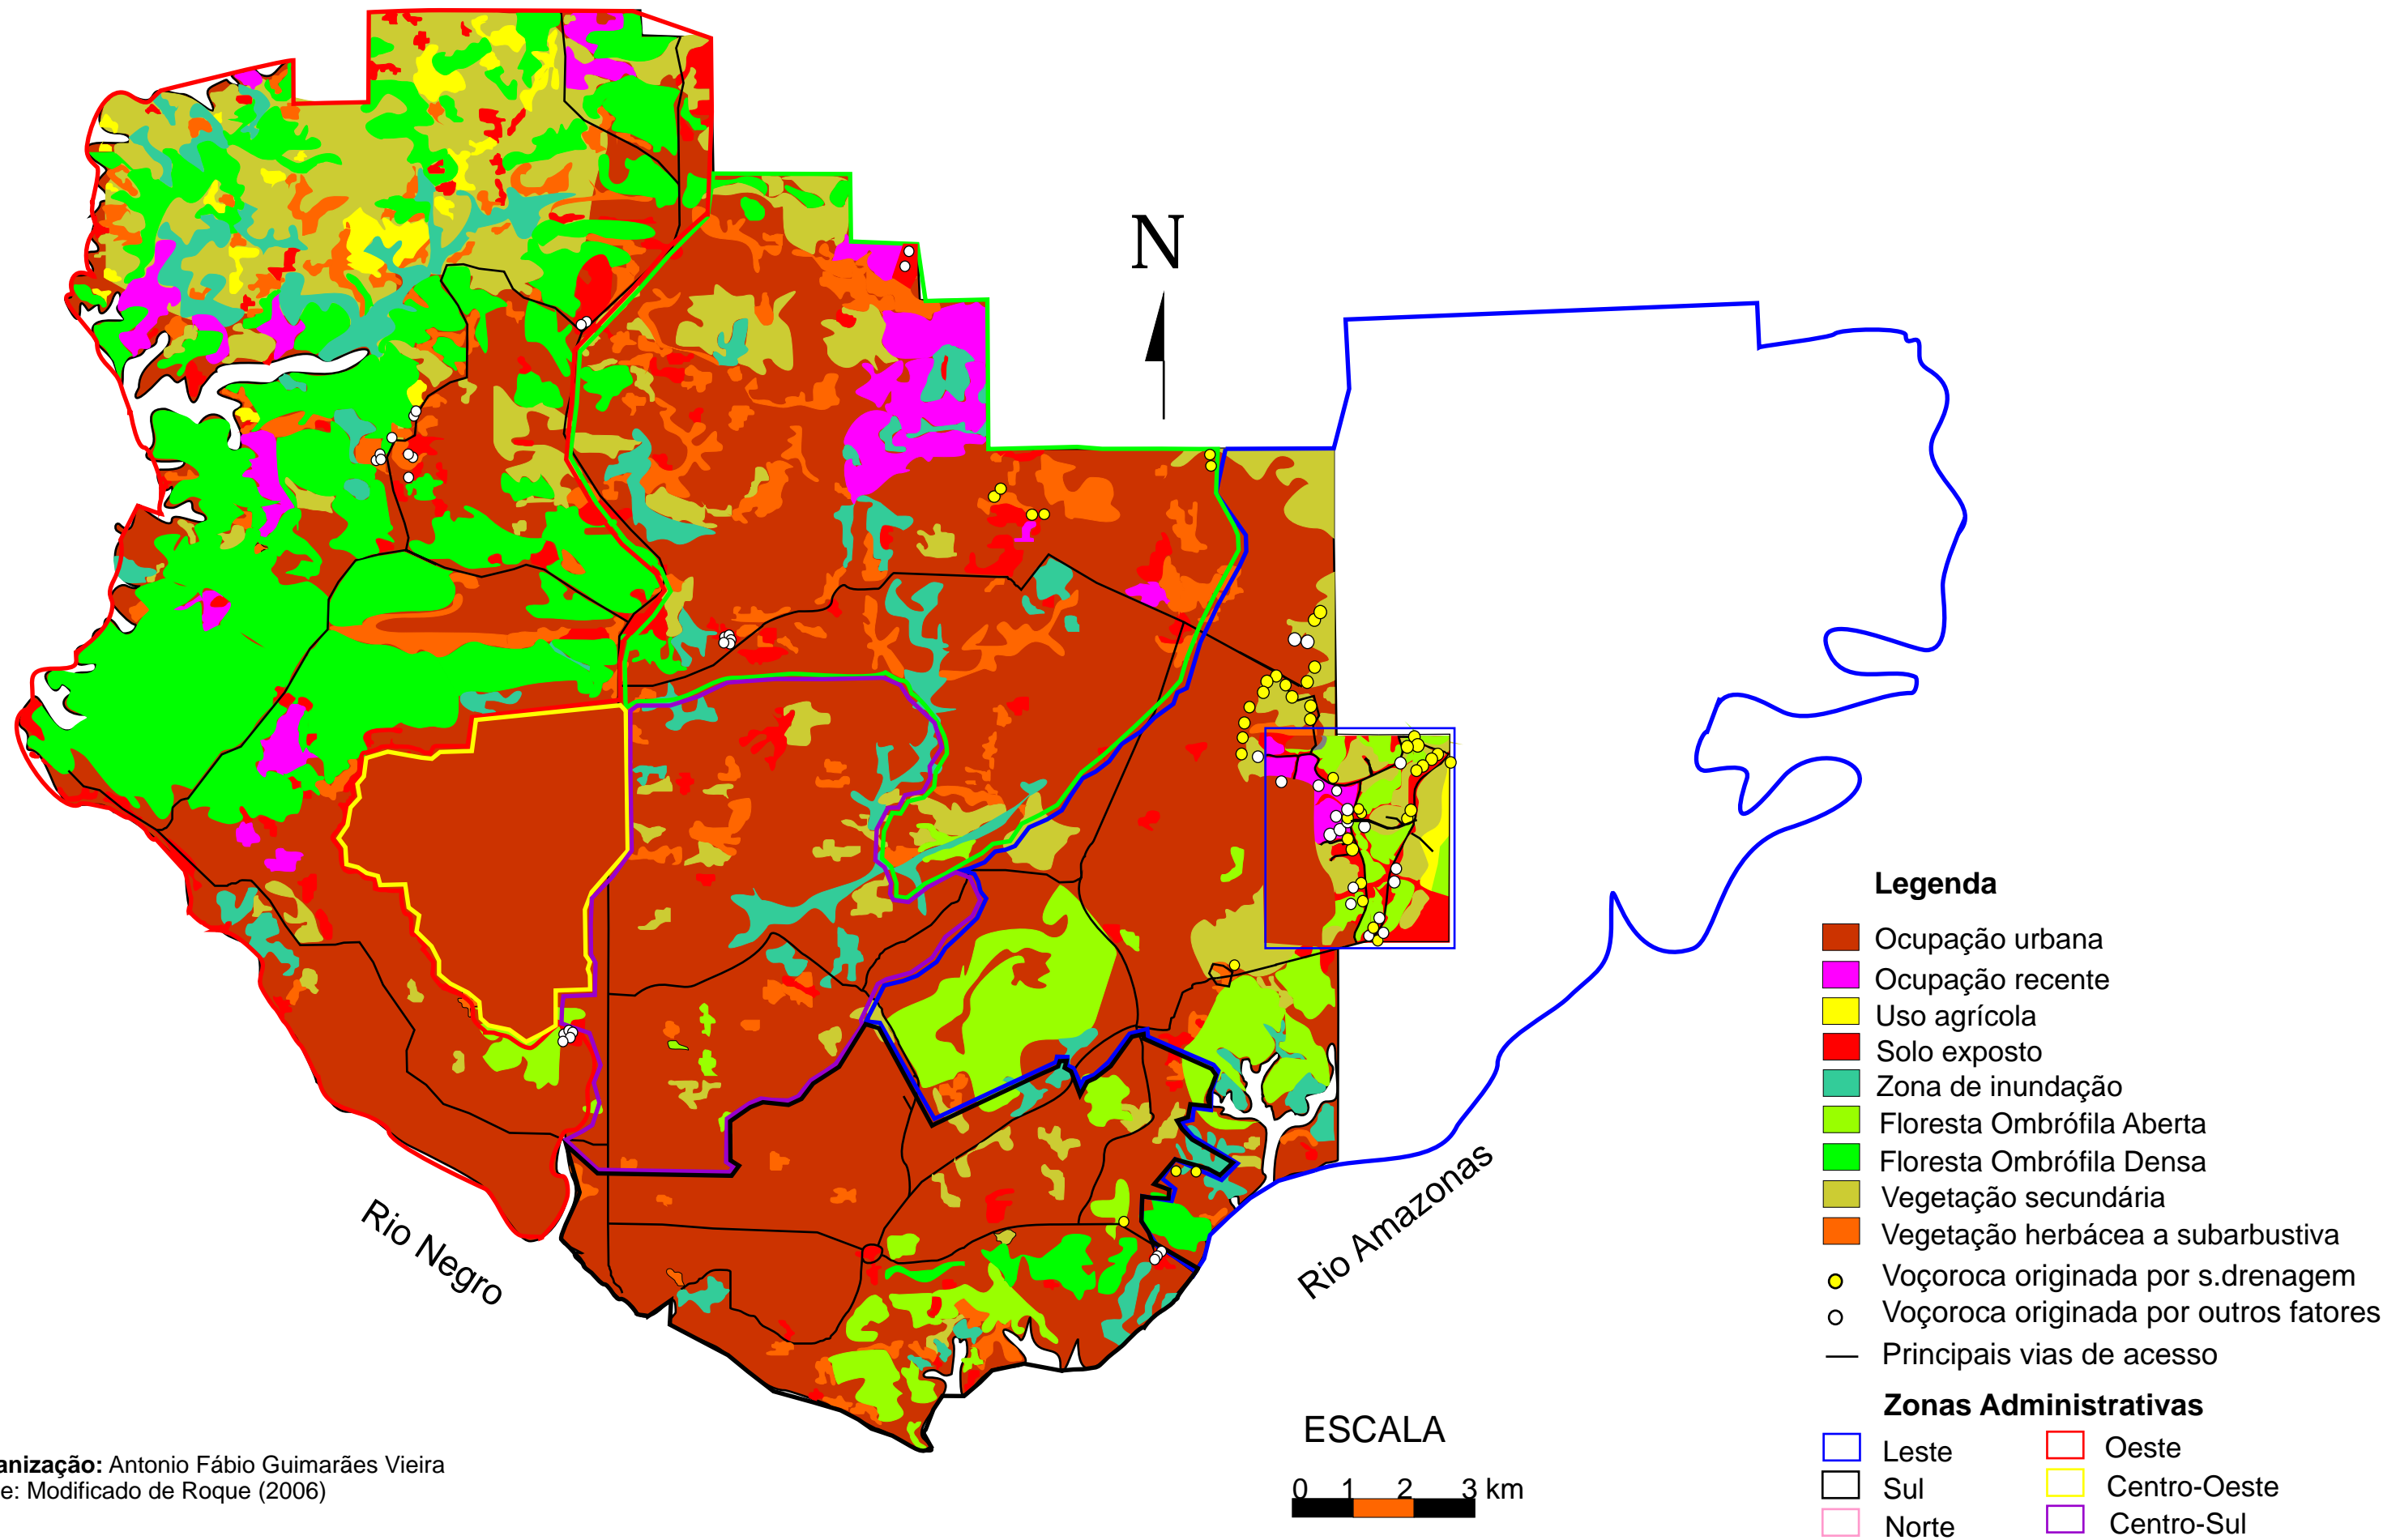 N
Rio Negro
Rio Amazonas
Legenda
Ocupação urbana
Ocupação recente
Uso agrícola
Solo exposto
Zona de inundação
Floresta Ombrófila Aberta
Floresta Ombrófila Densa
Vegetação secundária
Vegetação herbácea a subarbustiva
Voçoroca originada por s.drenagem
Voçoroca originada por outros fatores
Principais vias de acesso
Zonas Administrativas
Leste
Oeste
Sul
Centro-Oeste
Norte
Centro-Sul
ESCALA
0 1 2 3 km
anização: Antonio Fábio Guimarães Vieira
e: Modificado de Roque (2006)